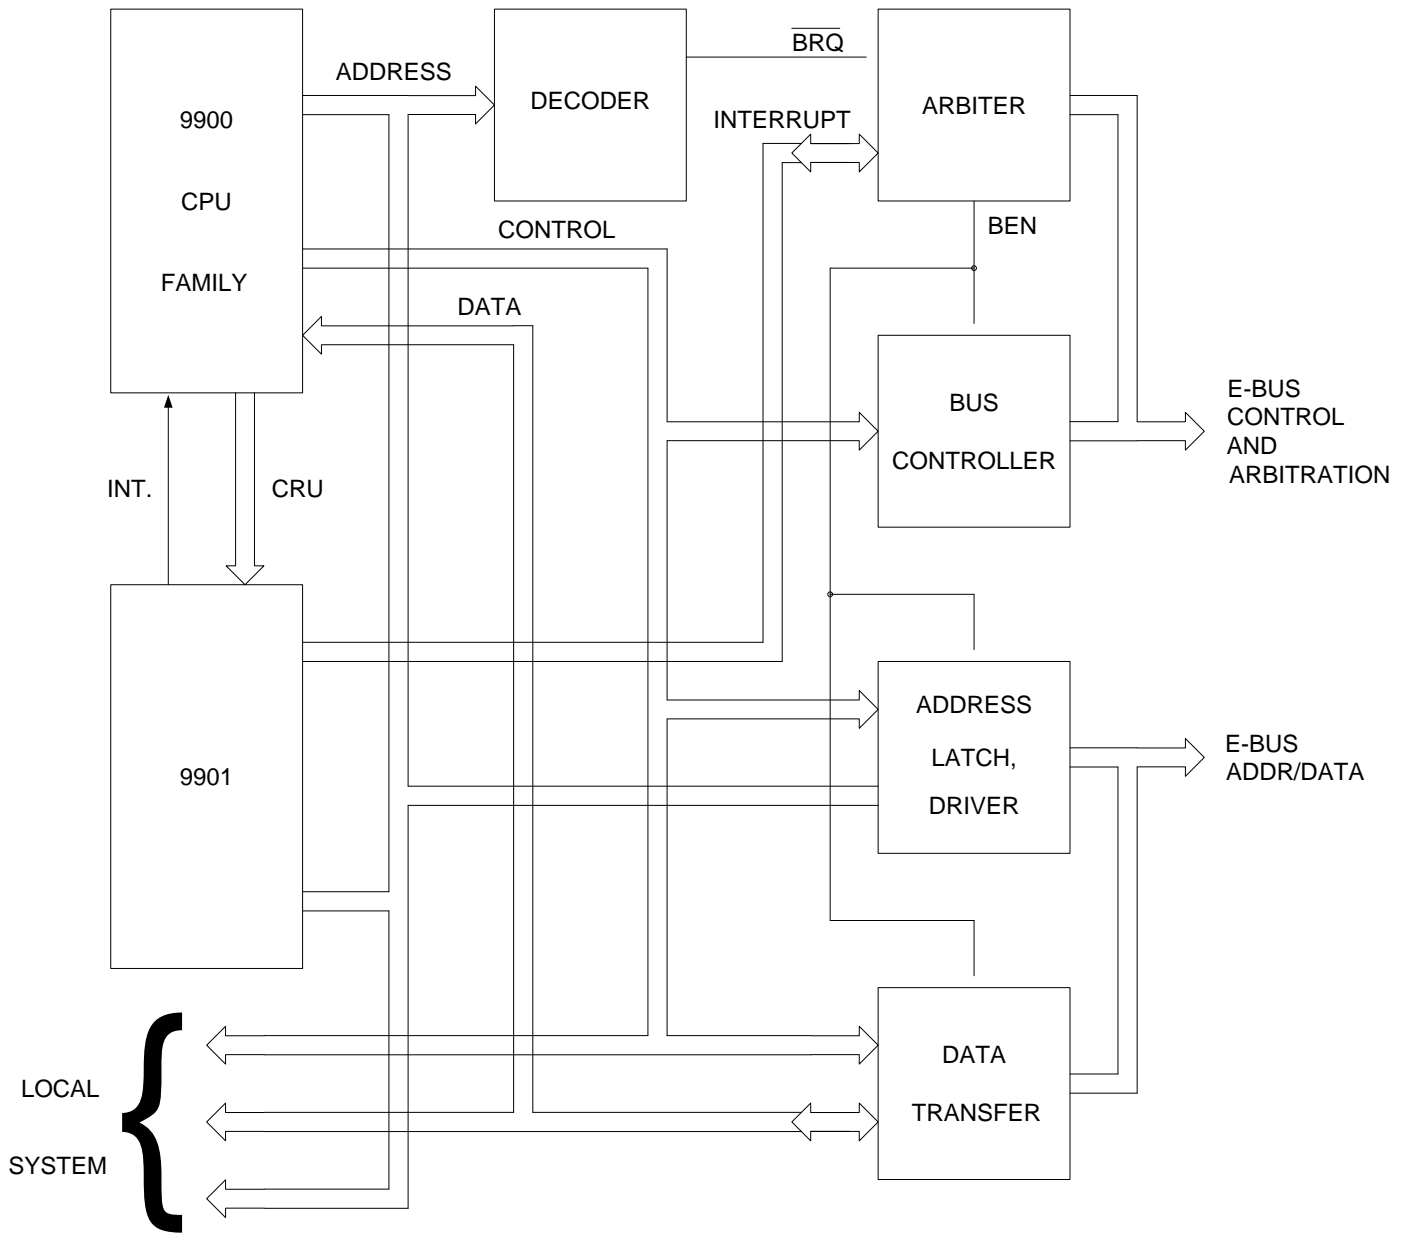 9900
CPU
FAMILY
ADDRESS
DECODER
BRQ
INTERRUPT
ARBITER
CONTROL
BEN
DATA
BUS
CONTROLLER
E-BUS
CONTROL
AND
ARBITRATION
INT.
CRU
9901
ADDRESS
LATCH,
DRIVER
E-BUS
ADDR/DATA
DATA
TRANSFER
LOCAL
SYSTEM